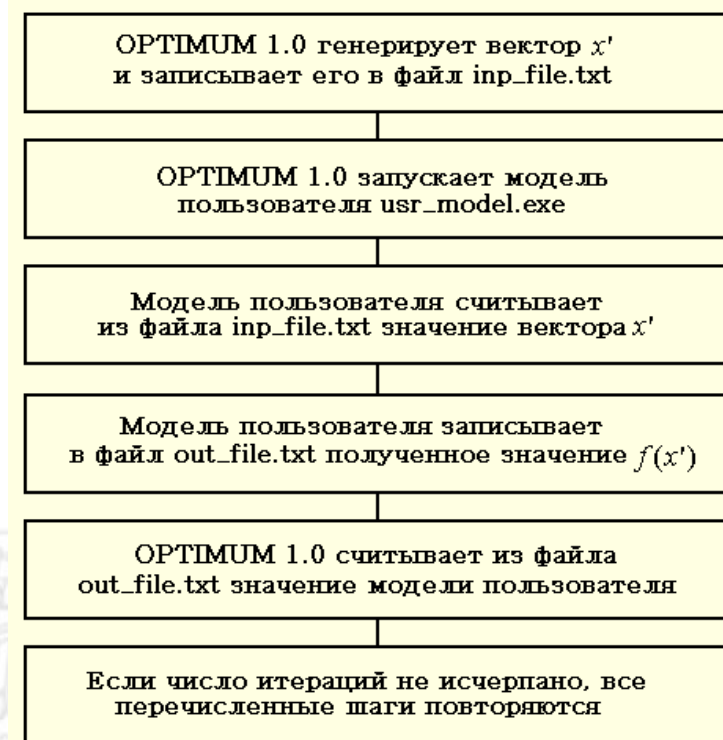 OPTIMUM 1.0 генерирует вектор x'
и записывает его в файл inp_file.txt
OPTIMUM 1.0 запускает модель
пользователя usr_model.exe
Модель пользователя считывает
из файла inp_file.txt значение вектора x'
Модель пользователя записывает
в файл out_file.txt полученное значение f(x')
OPTIMUM 1.0 считывает из файла
out_file.txt значение модели пользователя
Если число итераций не исчерпано, все
перечисленные шаги повторяются